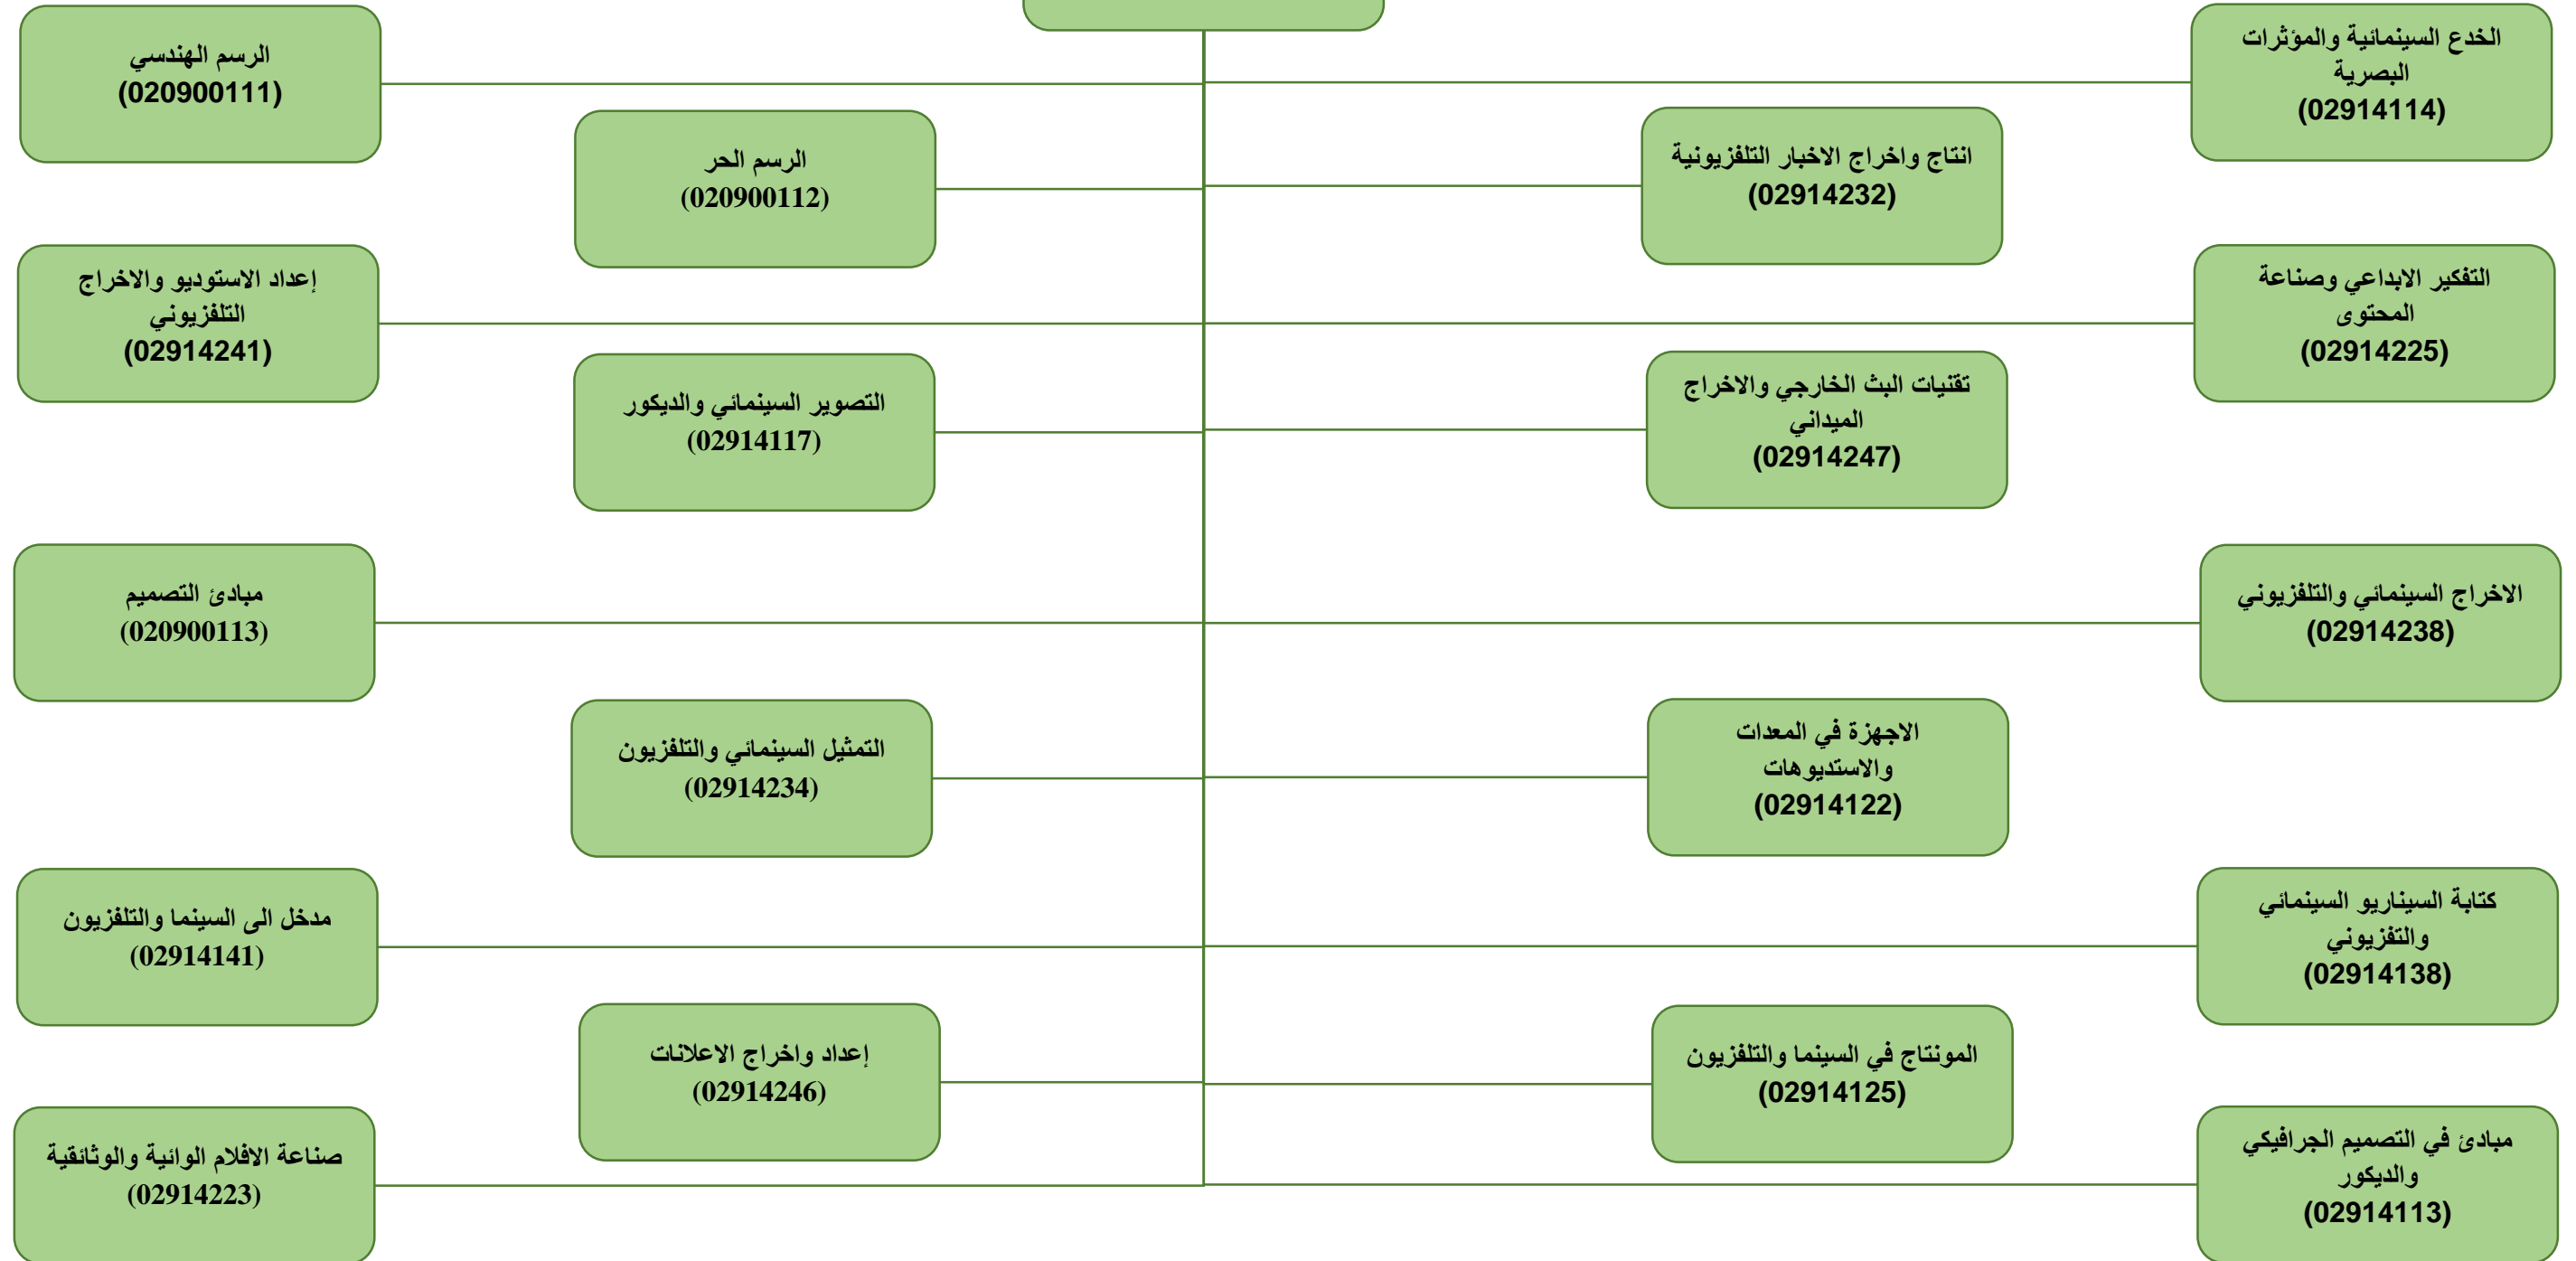 الخدع السينمائية والمؤثرات
البصرية
(02914114)
الرسم الهندسي
(020900111)
انتاج واخراج الاخبار التلفزيونية
(02914232)
الرسم الحر
(020900112)
التفكير الابداعي وصناعة
المحتوى
(02914225)
إعداد الاستوديو والاخراج
التلفزيوني
(02914241)
تقنيات البث الخارجي والاخراج
الميداني
(02914247)
التصوير السينمائي والديكور
(02914117)
الاخراج السينمائي والتلفزيوني
(02914238)
مبادئ التصميم
(020900113)
الاجهزة في المعدات
والاستديوهات
(02914122)
التمثيل السينمائي والتلفزيون
(02914234)
كتابة السيناريو السينمائي
والتفزيوني
(02914138)
مدخل الى السينما والتلفزيون
(02914141)
المونتاج في السينما والتلفزيون
(02914125)
إعداد واخراج الاعلانات
(02914246)
مبادئ في التصميم الجرافيكي
والديكور
(02914113)
صناعة الافلام الوائية والوثائقية
(02914223)